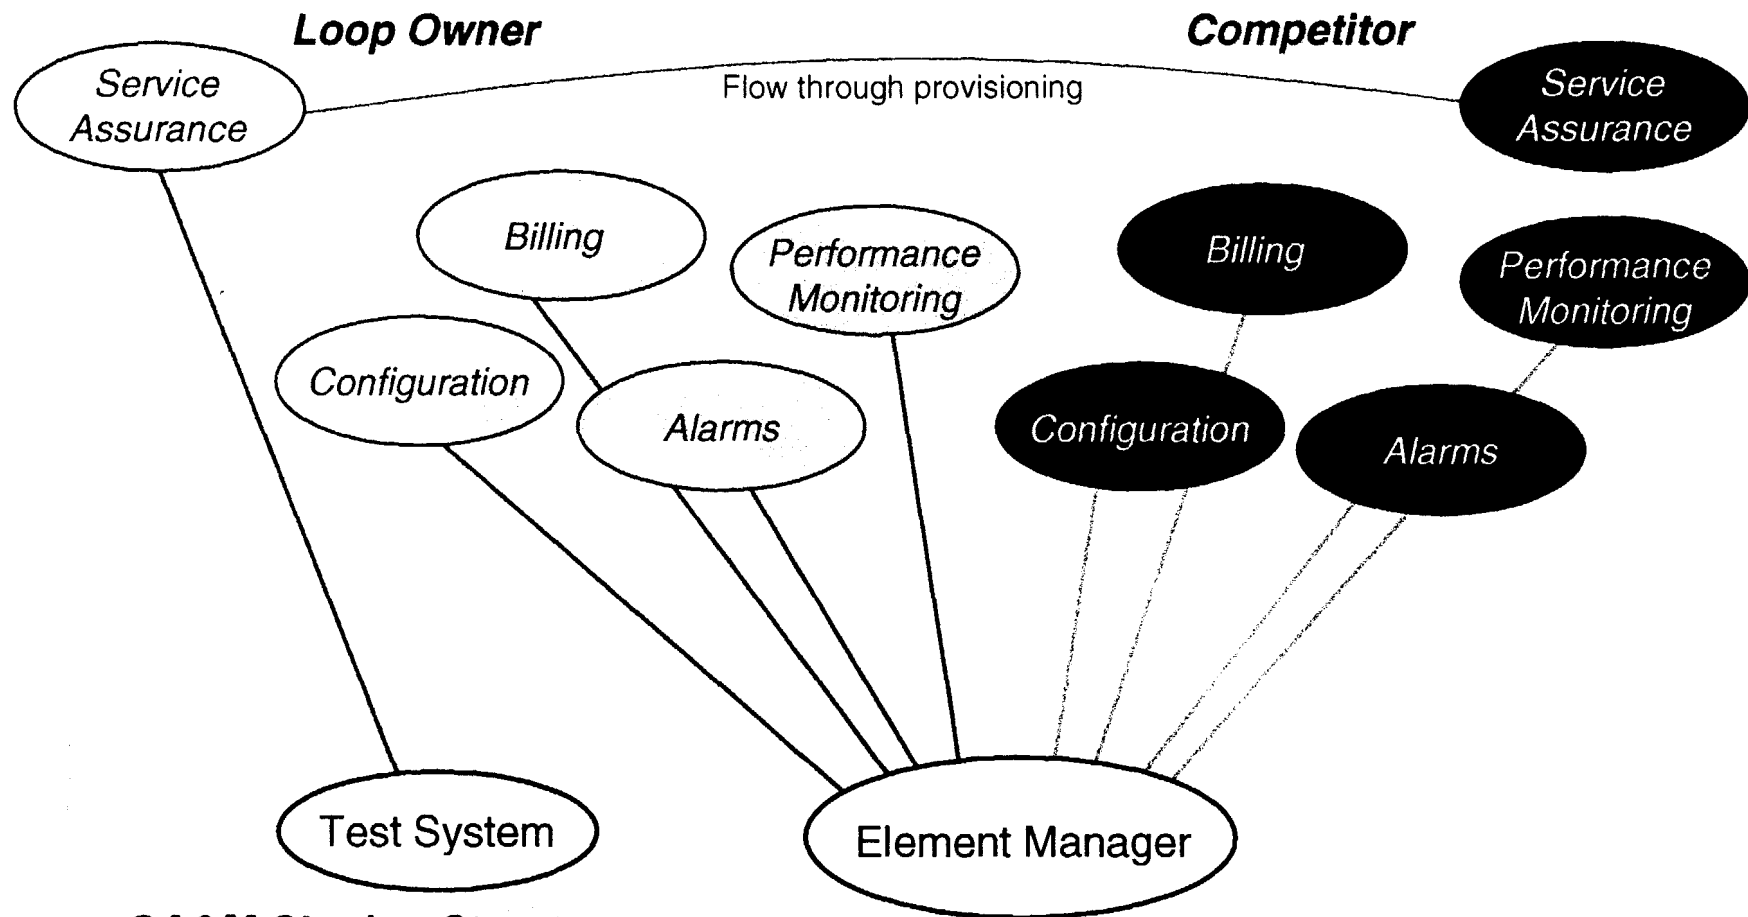 Loop Owner
Competitor
Service
Assurance
Flow through provisioning
Service
Assurance
Billing
Performance
Monitoring
Billing
Performance
Monitoring
Configuration
Alarms
Configuration
Alarms
Test System
Element Manager